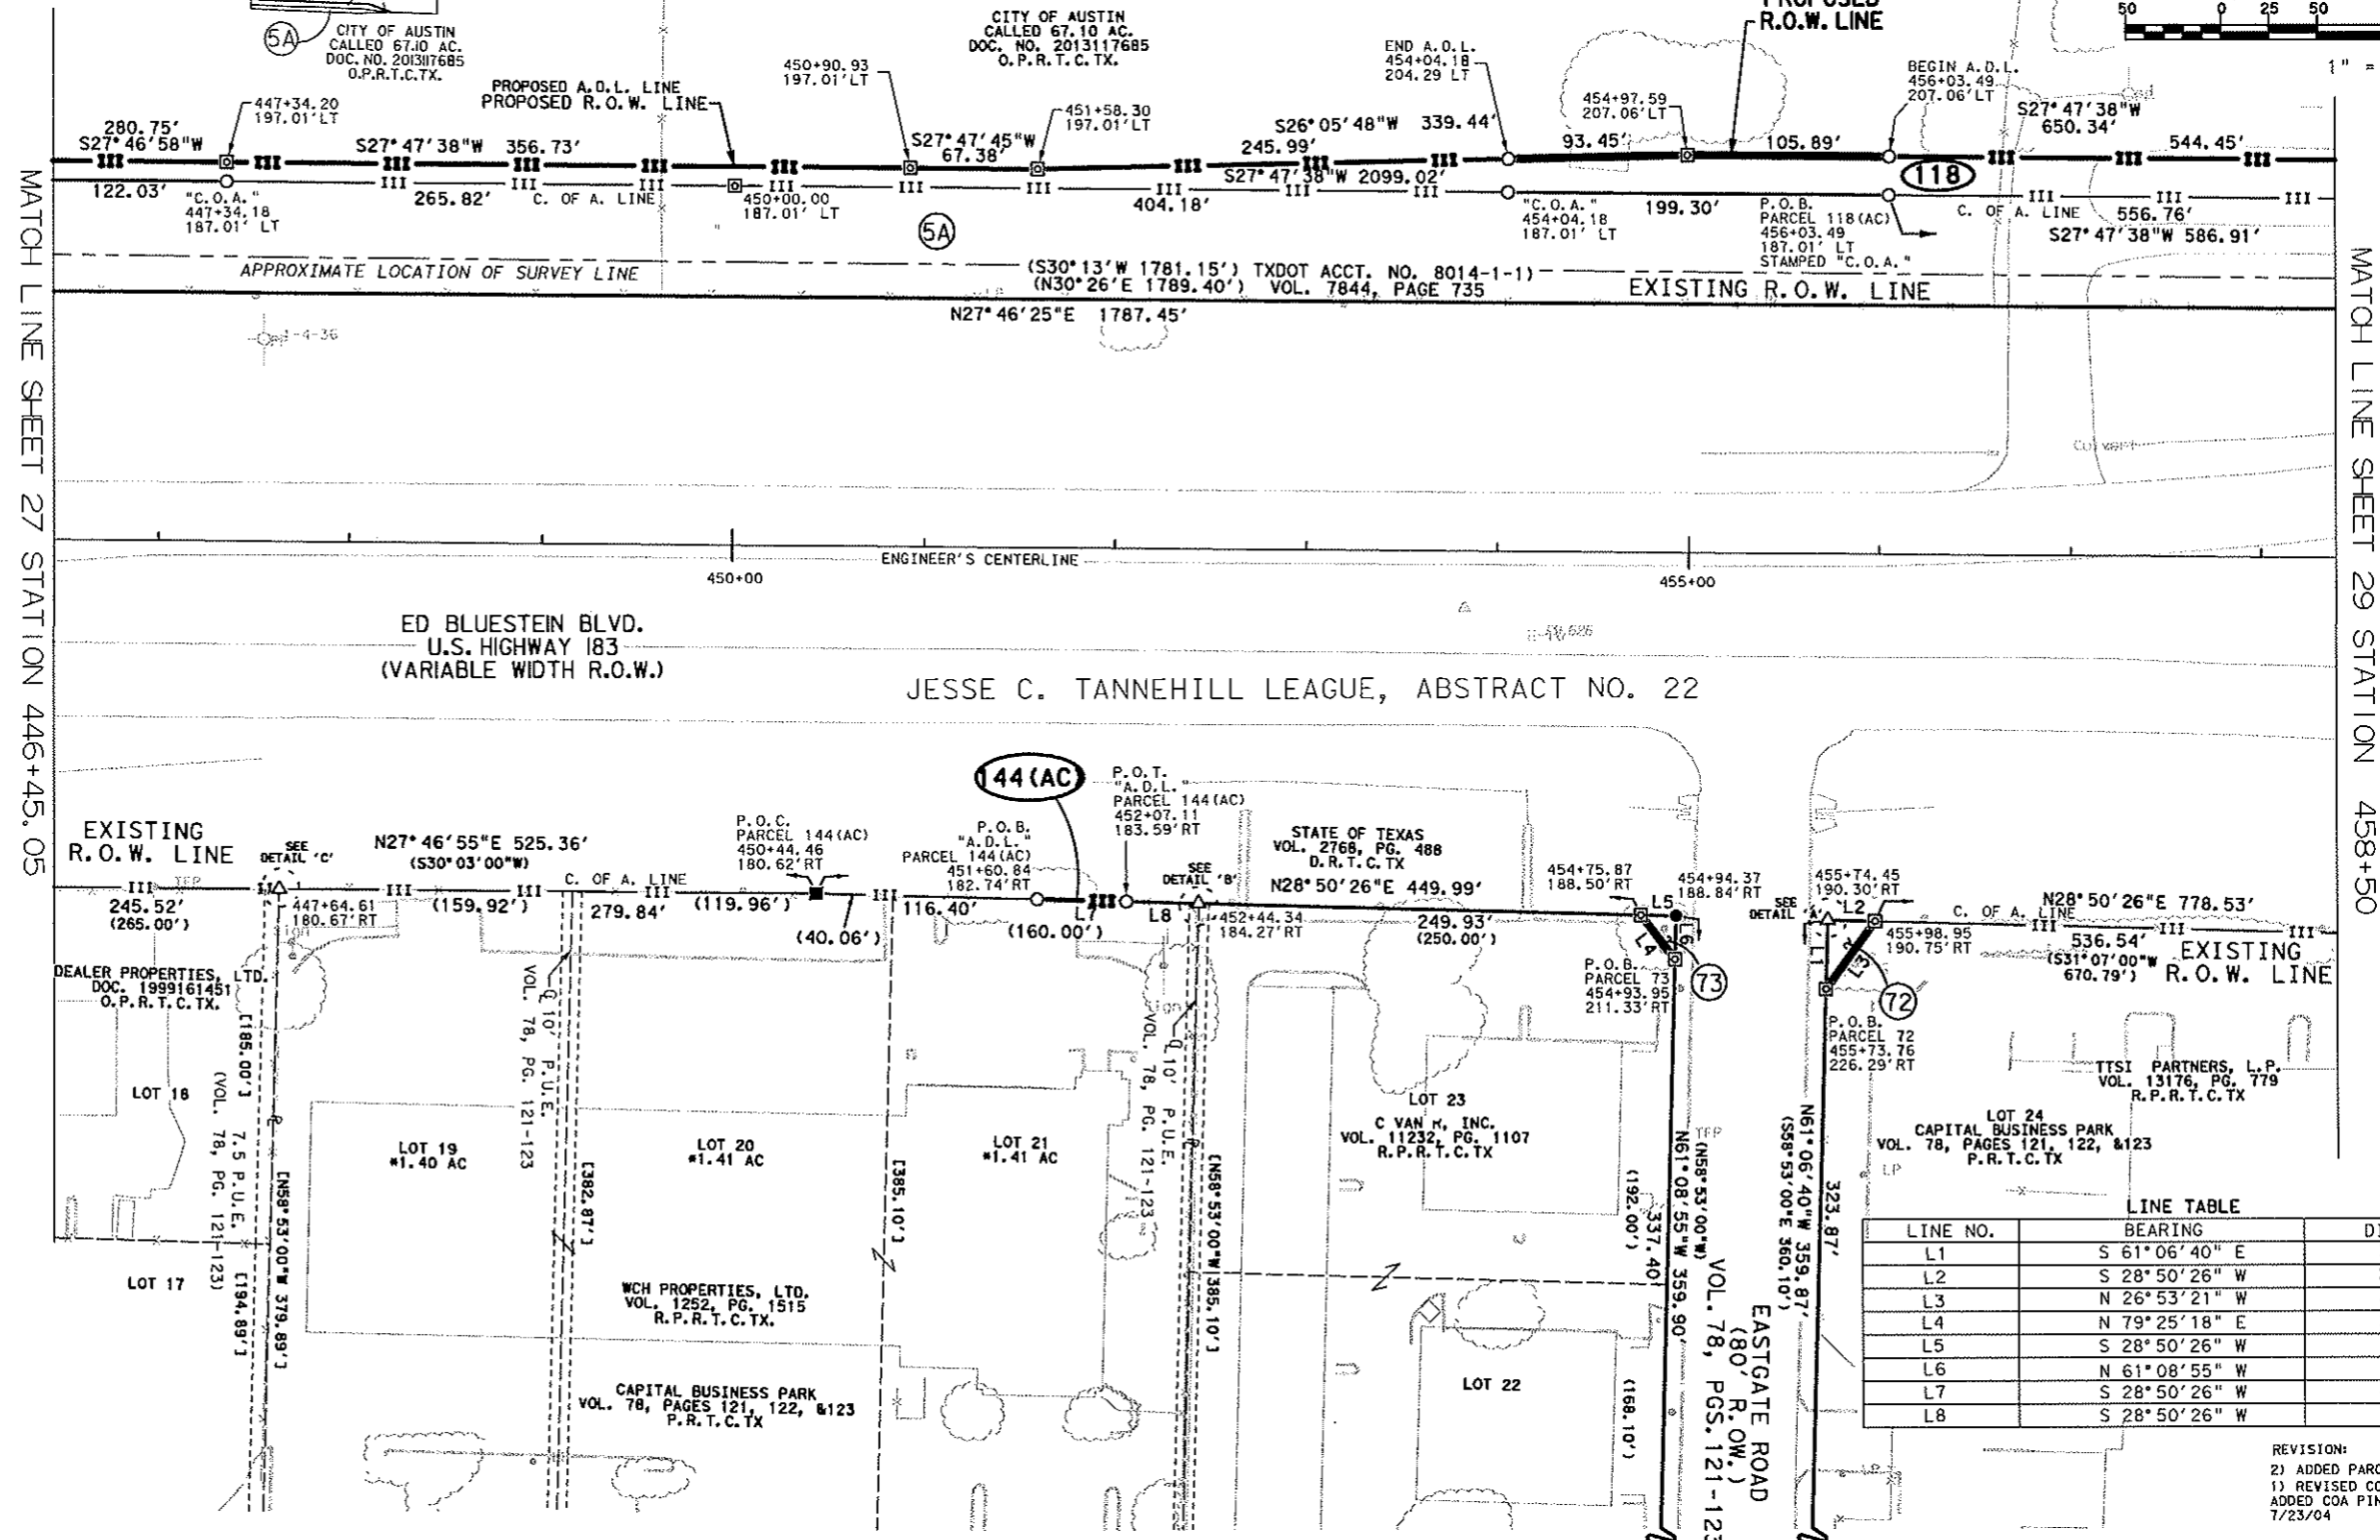 5A
CITY OF AUSTIN
CALLED 67.10 AC.
DOC. NO. 2013117685
O.P.R.T.C.TX.
CITY OF AUSTIN
CALLED 67.10 AC.
DOC. NO. 2013117685
O.P.R.T.C.TX.
PROPOSED
R.O.W. LINE
50 0 25 50
1" =
447+34.20
197.01' LT
PROPOSED A.D.L. LINE
PROPOSED R.O.W. LINE
450+90.93
197.01'LT
451+58.30
197.01'LT
END A.D.L.
454+04.18
204.29 LT
454+97.59
207.06'LT
BEGIN A.D.L.
456+03.49
207.06'LT
280.75'
S27°46'58"W
S27°47'38"W 356.73'
S27°47'45"W
67.38'
S26°05'48"W 339.44'
245.99'
93.45'
105.89'
S27°47'38"W
650.34'
544.45'
118
122.03'
"C.O.A."
447+34.18
187.01' LT
265.82'
C. OF A. LINE
450+00.00
187.01' LT
5A
404.18'
S27°47'38"W 2099.02'
"C.O.A."
454+04.18
187.01' LT
199.30'
P.O.B.
PARCEL 118(AC)
456+03.49
187.01' LT
STAMPED "C.O.A."
C. OF A. LINE
556.76'
S27°47'38"W 586.91'
APPROXIMATE LOCATION OF SURVEY LINE
(S30°13'W 1781.15') TXDOT ACCT. NO. 8014-1-1)
(N30°26'E 1789.40') VOL. 7844, PAGE 735
EXISTING R.O.W. LINE
N27°46'25"E 1787.45'
MATCH LINE SHEET 27 STATION 446+45.05
MATCH LINE SHEET 29 STATION 458+50
Culvert
ENGINEER'S CENTERLINE
450+00
455+00
ED BLUESTEIN BLVD.
U.S. HIGHWAY 183
(VARIABLE WIDTH R.O.W.)
JESSE C. TANNEHILL LEAGUE, ABSTRACT NO. 22
144(AC)
EXISTING
R.O.W. LINE
SEE
DETAIL 'C'
N27°46'55"E 525.36'
(S30°03'00"W)
C. OF A. LINE
P.O.C.
PARCEL 144(AC)
450+44.46
180.62'RT
P.O.B.
"A.D.L."
PARCEL 144(AC)
451+60.84
182.74'RT
P.O.T.
"A.D.L."
PARCEL 144(AC)
452+07.11
183.59'RT
STATE OF TEXAS
VOL. 2768, PG. 488
D.R.T.C.TX
SEE
DETAIL 'B'
N28°50'26"E 449.99'
454+75.87
188.50'RT
454+94.37
188.84'RT
SEE
DETAIL 'A'
455+74.45
190.30'RT
N28°50'26"E 778.53'
C. OF A. LINE
TFP
245.52'
(265.00')
447+64.61
180.67'RT
(159.92')
279.84'
(119.96')
(40.06')
116.40'
(160.00')
L7
L8
452+44.34
184.27'RT
249.93'
(250.00')
L5
L4
L6
L2
L1
L3
455+98.95
190.75'RT
536.54'
(S31°07'00"W
670.79')
EXISTING
R.O.W. LINE
P.O.B.
PARCEL 73
454+93.95
211.33'RT
73
72
P.O.B.
PARCEL 72
455+73.76
226.29'RT
DEALER PROPERTIES, LTD.
DOC. 1999161451
O.P.R.T.C.TX.
LOT 18
LOT 17
[185.00']
7.5 P.U.E.
(VOL. 78, PG. 121-123)
[194.89']
[N58°53'00"W 379.89']
10' P.U.E.
VOL. 78, PG. 121-123
[382.87']
LOT 19
*1.40 AC
LOT 20
*1.41 AC
LOT 21
*1.41 AC
[385.10']
10' P.U.E.
VOL. 78, PG. 121-123
[N58°53'00"W 385.10']
WCH PROPERTIES, LTD.
VOL. 1252, PG. 1515
R.P.R.T.C.TX.
CAPITAL BUSINESS PARK
VOL. 78, PAGES 121, 122, &123
P.R.T.C.TX
LOT 23
C VAN R, INC.
VOL. 11232, PG. 1107
R.P.R.T.C.TX
LOT 22
(192.00')
337.40'
(168.10')
N61°08'55"W 359.90'
(N58°53'00"W)
TFP
VOL. 78, PGS.121-123
EASTGATE ROAD
(80' R.OW.)
N61°06'40"W 359.87'
(S58°53'00"E 360.10')
323.87'
TTSI PARTNERS, L.P.
VOL. 13176, PG. 779
R.P.R.T.C.TX
LOT 24
CAPITAL BUSINESS PARK
VOL. 78, PAGES 121, 122, &123
P.R.T.C.TX
LP
LINE TABLE
LINE NO. BEARING
L1 S 61°06'40" E
L2 S 28°50'26" W
L3 N 26°53'21" W
L4 N 79°25'18" E
L5 S 28°50'26" W
L6 N 61°08'55" W
L7 S 28°50'26" W
L8 S 28°50'26" W
REVISION:
2) ADDED PARC
1) REVISED CO
ADDED COA PIN
7/23/04